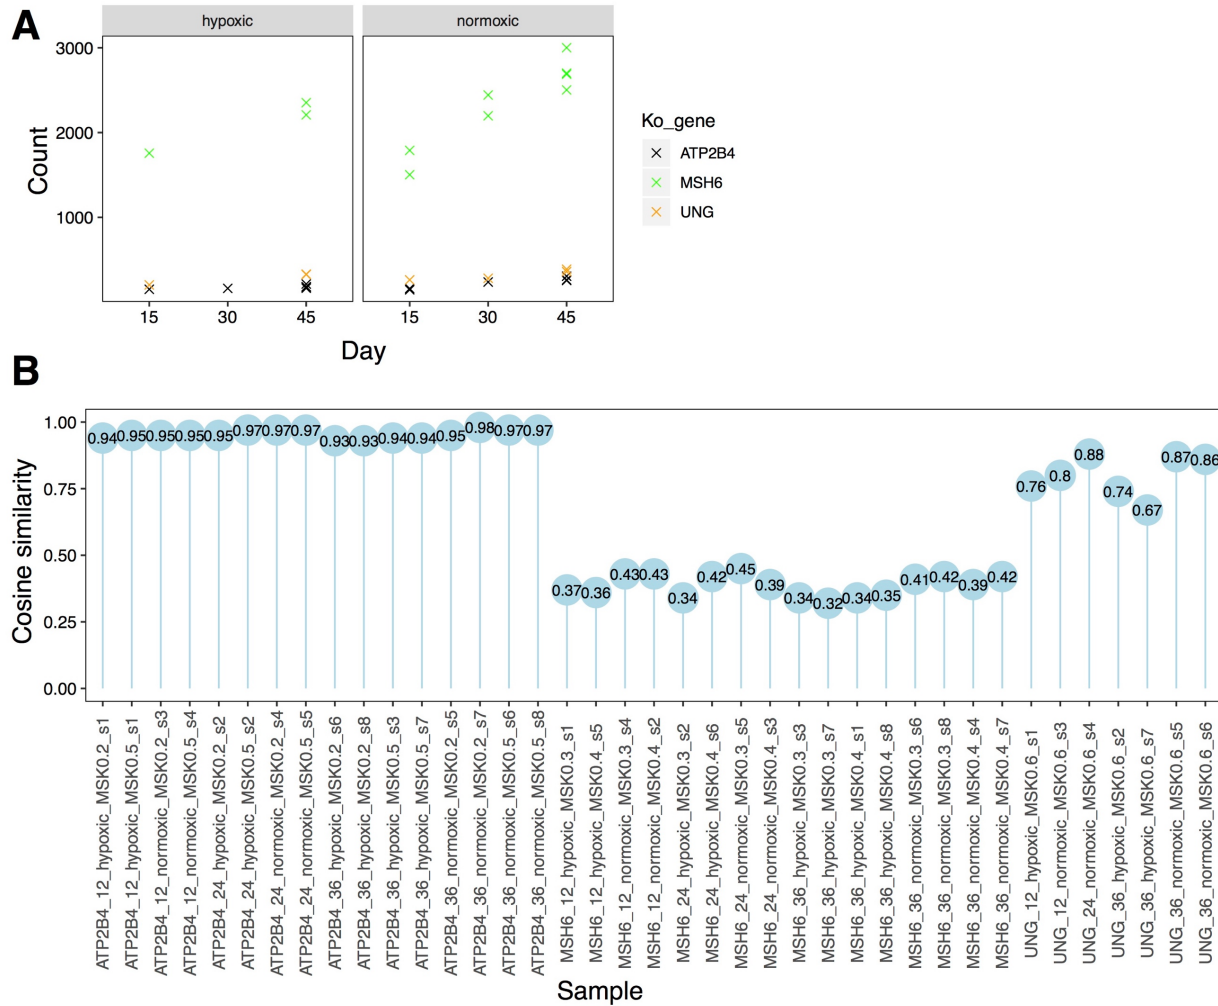 A
hypoxic
normoxic
3000
2000
1000
Count
15
30
45
15
30
45
Day
Ko_gene
ATP2B4
MSH6
UNG
B
1.00
0.75
0.50
0.25
0.00
Cosine similarity
0.94
0.95
0.95
0.95
0.95
0.97
0.97
0.97
0.93
0.93
0.94
0.94
0.95
0.98
0.97
0.97
0.37
0.36
0.43
0.43
0.34
0.42
0.45
0.39
0.34
0.32
0.34
0.35
0.41
0.42
0.39
0.42
0.76
0.8
0.88
0.74
0.67
0.87
0.86
ATP2B4_12_hypoxic_MSK0.2_s1
ATP2B4_12_hypoxic_MSK0.5_s1
ATP2B4_12_normoxic_MSK0.2_s3
ATP2B4_12_normoxic_MSK0.2_s4
ATP2B4_24_hypoxic_MSK0.2_s2
ATP2B4_24_hypoxic_MSK0.5_s2
ATP2B4_24_normoxic_MSK0.2_s4
ATP2B4_24_normoxic_MSK0.5_s5
ATP2B4_36_hypoxic_MSK0.2_s6
ATP2B4_36_hypoxic_MSK0.2_s8
ATP2B4_36_hypoxic_MSK0.5_s3
ATP2B4_36_hypoxic_MSK0.5_s7
ATP2B4_36_normoxic_MSK0.2_s5
ATP2B4_36_normoxic_MSK0.2_s7
ATP2B4_36_normoxic_MSK0.5_s6
ATP2B4_36_normoxic_MSK0.5_s8
MSH6_12_hypoxic_MSK0.3_s1
MSH6_12_hypoxic_MSK0.4_s5
MSH6_12_normoxic_MSK0.3_s4
MSH6_12_normoxic_MSK0.4_s2
MSH6_24_hypoxic_MSK0.3_s2
MSH6_24_hypoxic_MSK0.4_s6
MSH6_24_normoxic_MSK0.3_s5
MSH6_24_normoxic_MSK0.4_s3
MSH6_36_hypoxic_MSK0.3_s3
MSH6_36_hypoxic_MSK0.3_s7
MSH6_36_hypoxic_MSK0.4_s1
MSH6_36_hypoxic_MSK0.4_s8
MSH6_36_normoxic_MSK0.3_s6
MSH6_36_normoxic_MSK0.3_s8
MSH6_36_normoxic_MSK0.4_s4
MSH6_36_normoxic_MSK0.4_s7
UNG_12_hypoxic_MSK0.6_s1
UNG_12_normoxic_MSK0.6_s3
UNG_24_normoxic_MSK0.6_s4
UNG_36_hypoxic_MSK0.6_s2
UNG_36_hypoxic_MSK0.6_s7
UNG_36_normoxic_MSK0.6_s5
UNG_36_normoxic_MSK0.6_s6
Sample